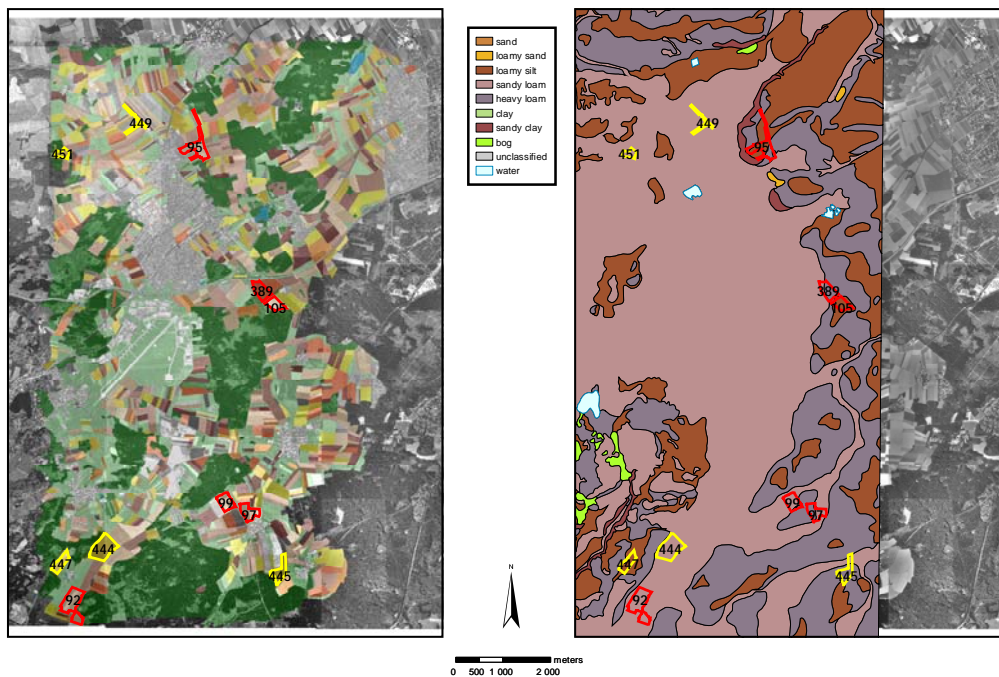 449
451
95
389
105
99
97
444
447
445
92
sand
loamy sand
loamy silt
sandy loam
heavy loam
clay
sandy clay
bog
unclassified
water
449
451
95
389
105
99
97
444
447
445
92
N
meters
0 500 1 000 2 000